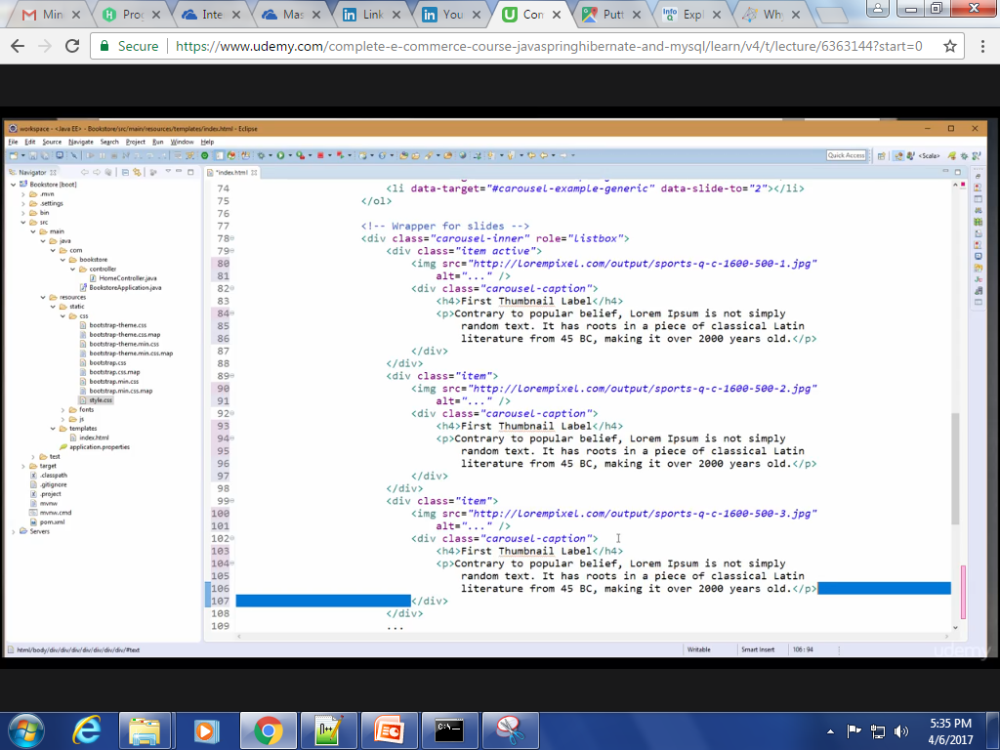 Min
Pro
Inte
Mas
Link
You
Con
Putt
Info Q
Expl
Why
Secure
https://www.udemy.com/complete-e-commerce-course-javaspringhibernate-and-mysql/learn/v4/t/lecture/6363144?start=0
workspace - <Java EE> - Bookstore/src/main/resources/templates/index.html - Eclipse
File Edit Source Navigate Search Project Run Window Help
Quick Access
<Scala>
Navigator
*index.html
Bookstore [boot]
.mvn
.settings
bin
src
main
java
com
bookstore
controller
HomeController.java
BookstoreApplication.java
resources
static
css
bootstrap-theme.css
bootstrap-theme.css.map
bootstrap-theme.min.css
bootstrap-theme.min.css.map
bootstrap.css
bootstrap.css.map
bootstrap.min.css
bootstrap.min.css.map
style.css
fonts
js
templates
index.html
application.properties
test
target
.classpath
.gitignore
.project
mvnw
mvnw.cmd
pom.xml
Servers
74 <li data-target="#carousel-example-generic" data-slide-to="2"></li>
75 </ol>
76
77 <!-- Wrapper for slides -->
78 <div class="carousel-inner" role="listbox">
79 <div class="item active">
80 <img src="http://lorempixel.com/output/sports-q-c-1600-500-1.jpg"
81 alt="..." />
82 <div class="carousel-caption">
83 <h4>First Thumbnail Label</h4>
84 <p>Contrary to popular belief, Lorem Ipsum is not simply
85 random text. It has roots in a piece of classical Latin
86 literature from 45 BC, making it over 2000 years old.</p>
87 </div>
88 </div>
89 <div class="item">
90 <img src="http://lorempixel.com/output/sports-q-c-1600-500-2.jpg"
91 alt="..." />
92 <div class="carousel-caption">
93 <h4>First Thumbnail Label</h4>
94 <p>Contrary to popular belief, Lorem Ipsum is not simply
95 random text. It has roots in a piece of classical Latin
96 literature from 45 BC, making it over 2000 years old.</p>
97 </div>
98 </div>
99 <div class="item">
100 <img src="http://lorempixel.com/output/sports-q-c-1600-500-3.jpg"
101 alt="..." />
102 <div class="carousel-caption">
103 <h4>First Thumbnail Label</h4>
104 <p>Contrary to popular belief, Lorem Ipsum is not simply
105 random text. It has roots in a piece of classical Latin
106 literature from 45 BC, making it over 2000 years old.</p>
107 </div>
108 </div>
109 ...
html/body/div/div/div/div/div/div/div/#text
Writable
Smart Insert
106 : 94
udemy
5:35 PM
4/6/2017